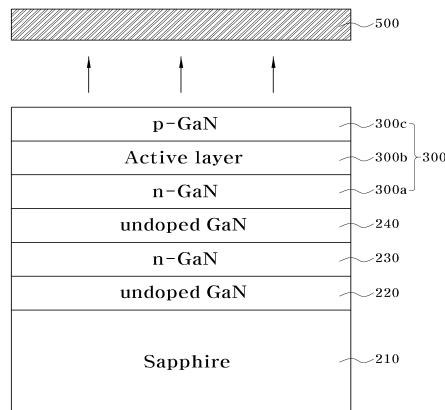 500
p-GaN 300c
Active layer 300b 300
n-GaN 300a
undoped GaN 240
n-GaN 230
undoped GaN 220
Sapphire 210